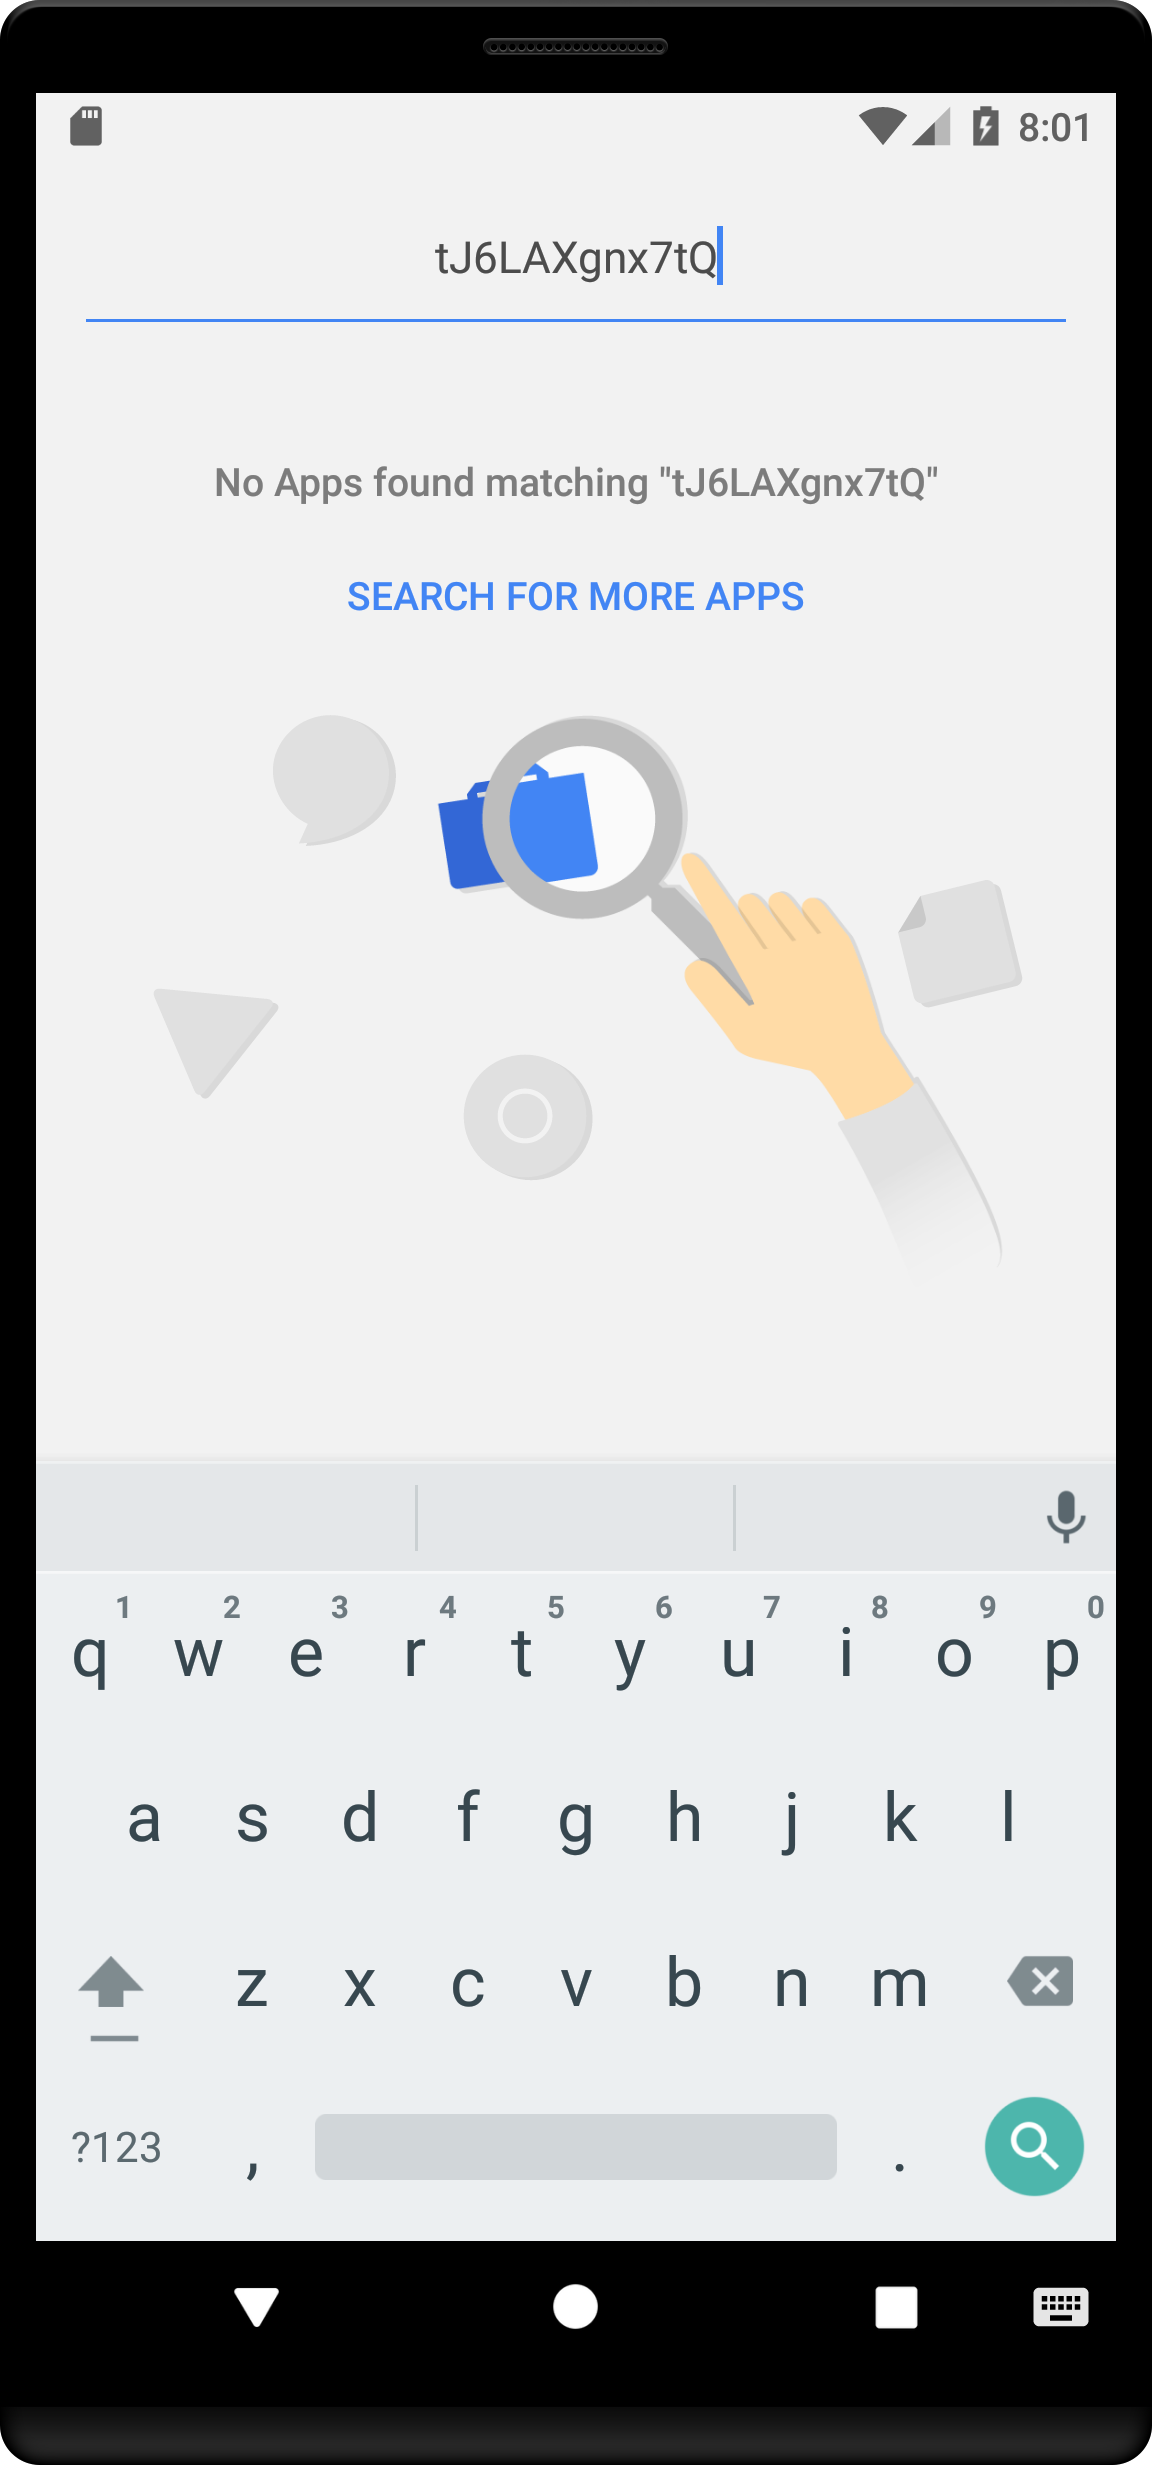 8:01
tJ6LAXgnx7tQ
No Apps found matching "tJ6LAXgnx7tQ"
SEARCH FOR MORE APPS
1 2 3 4 5 6 7 8 9 0
q w e r t y u i o p
a s d f g h j k l
z x c v b n m
?123 , .